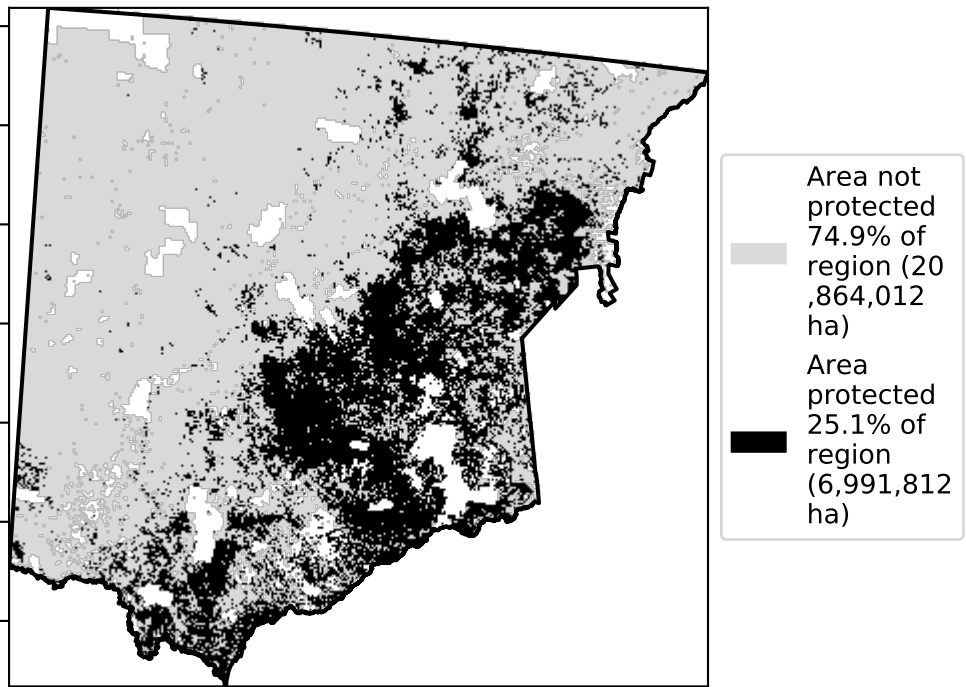 Area not
protected
74.9% of
region (20
,864,012
ha)
Area
protected
25.1% of
region
(6,991,812
ha)